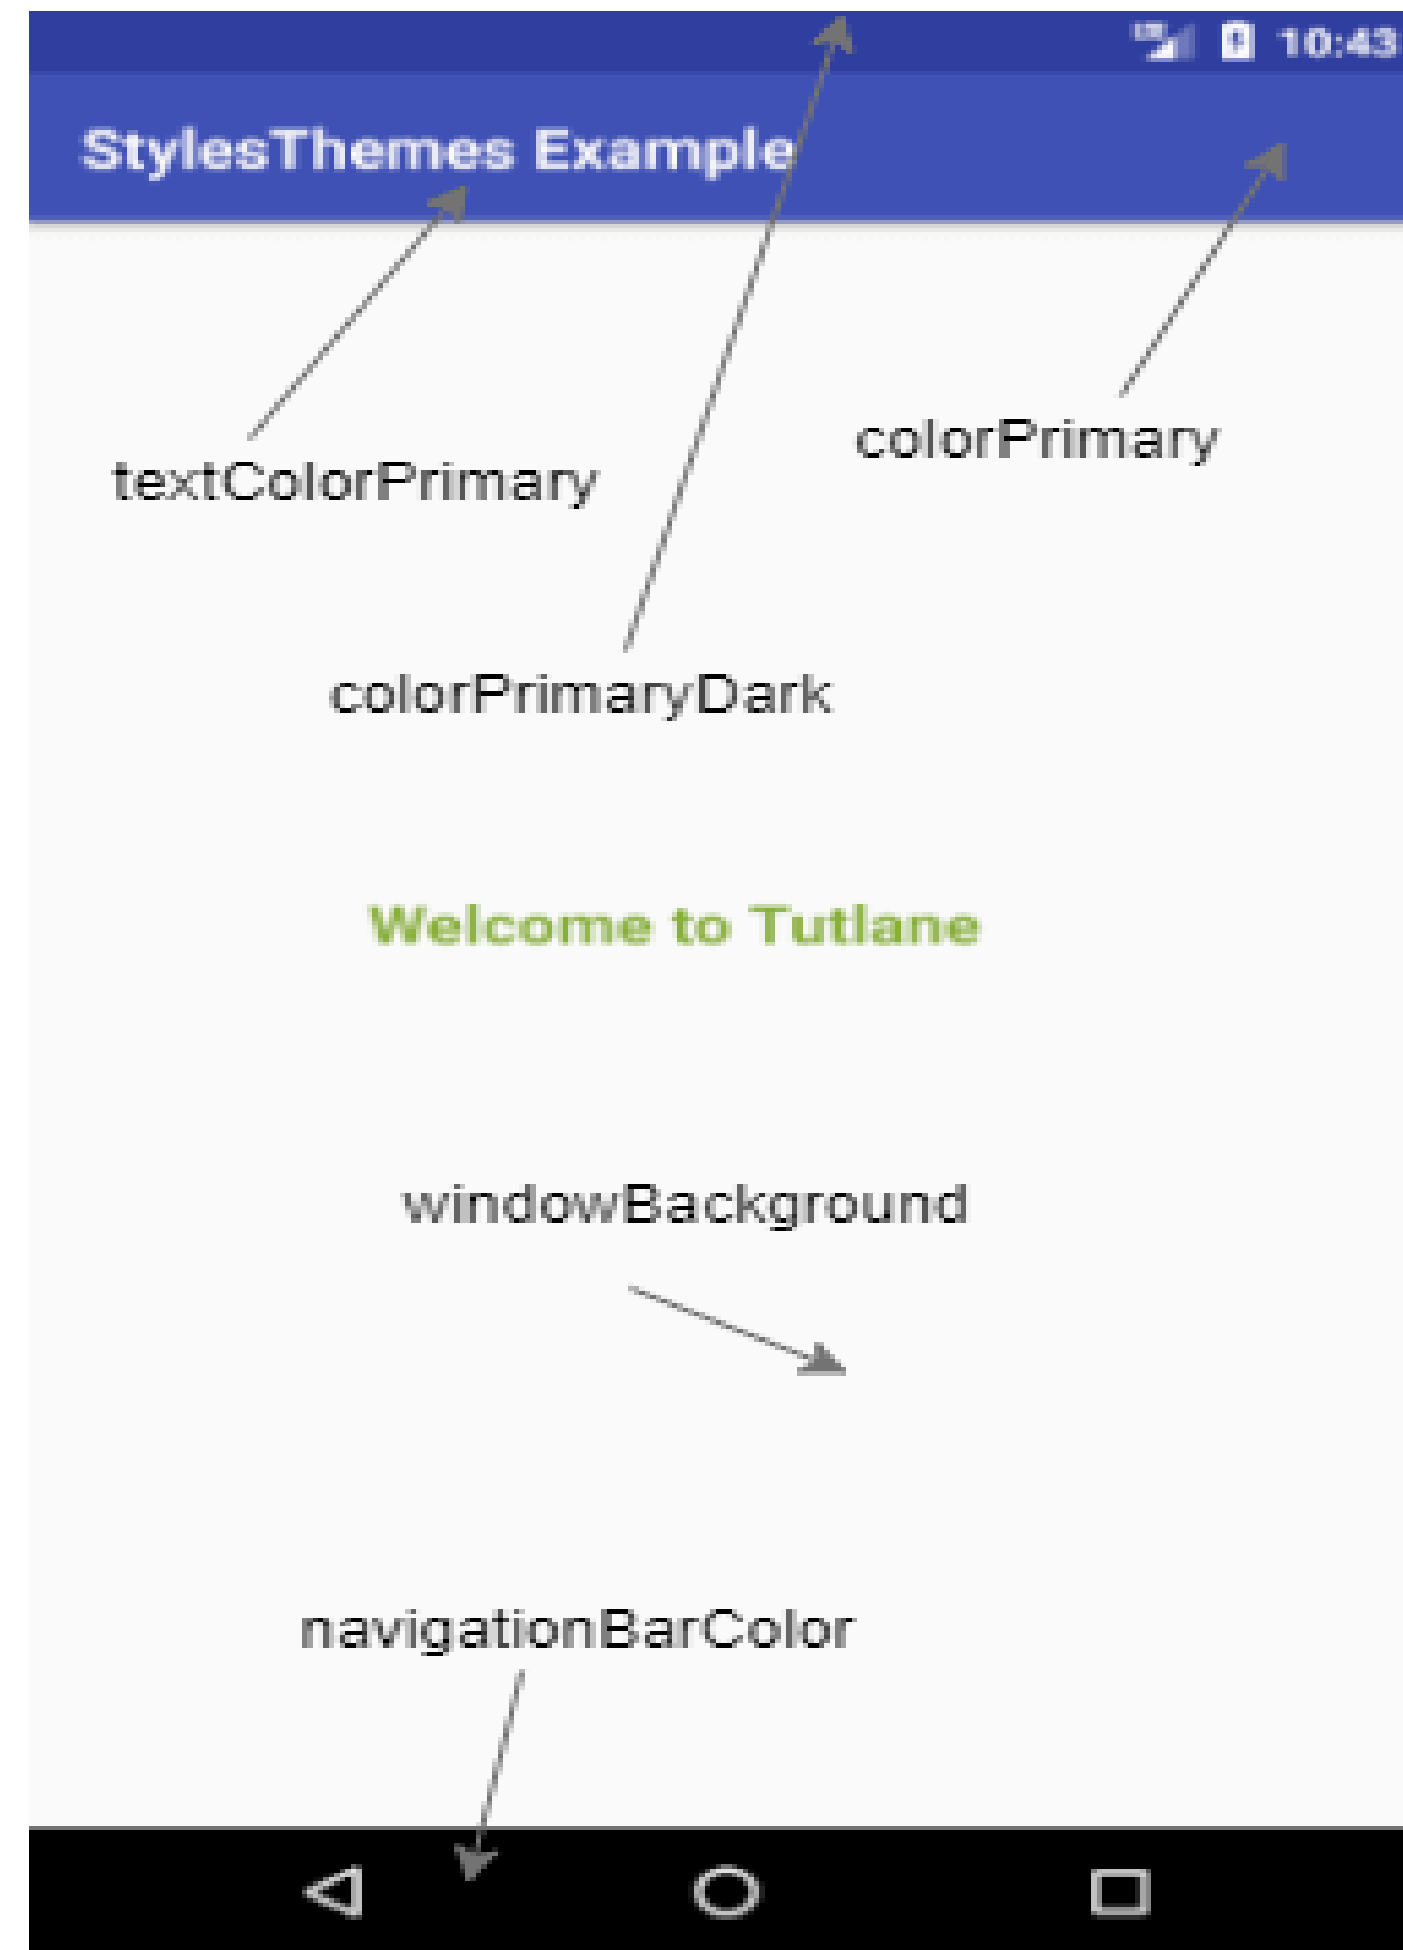 10:43
StylesThemes Example
colorPrimary
textColorPrimary
colorPrimaryDark
Welcome to Tutlane
windowBackground
navigationBarColor